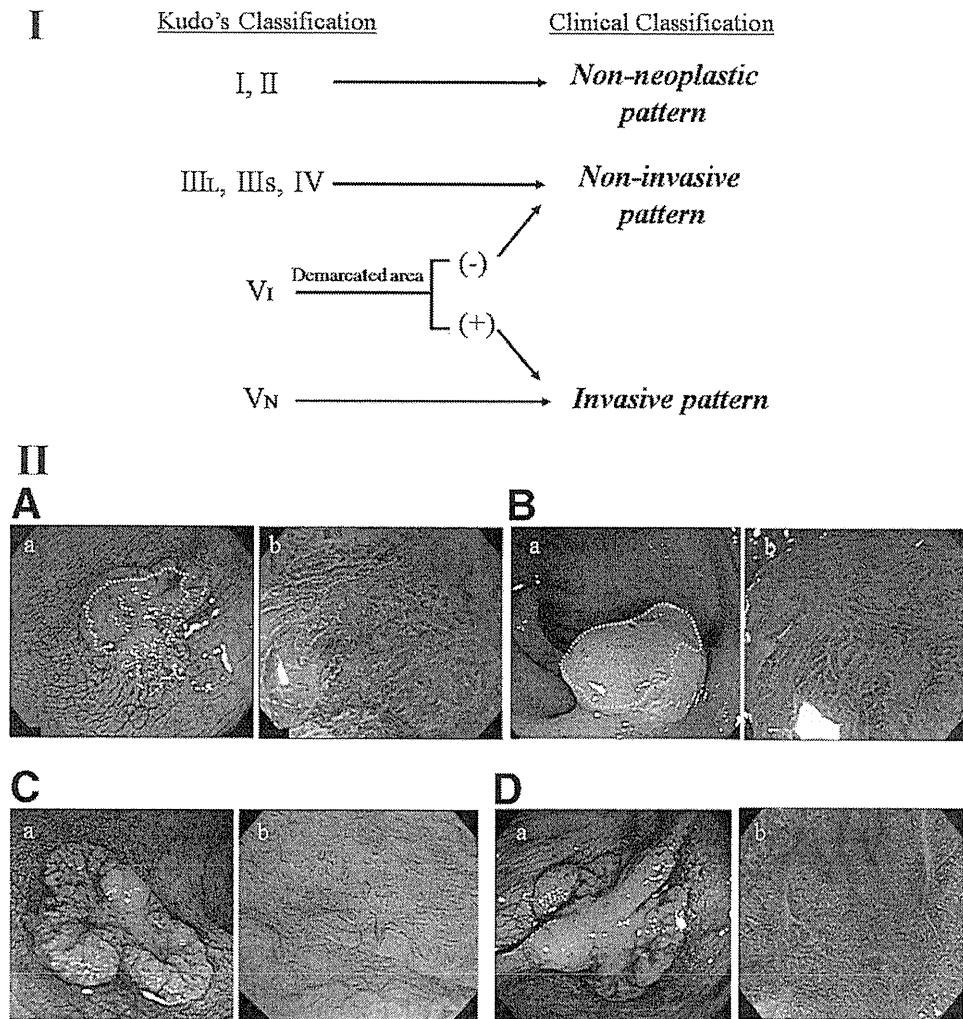 I
Kudo's Classification Clinical Classification
I, II Non-neoplastic
pattern
IIIL, IIIs, IV Non-invasive
pattern
VI Demarcated area (-)
(+)
VN Invasive pattern
II
A B
a b a b
C D
a b a b